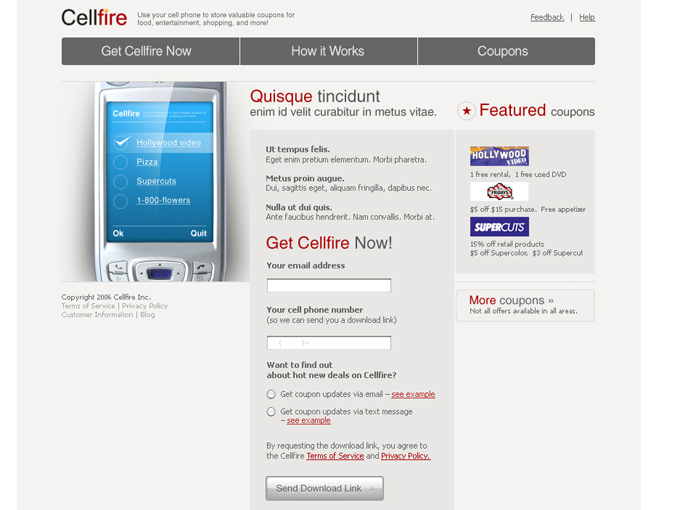 Cellfire
Use your cell phone to store valuable coupons for
food, entertainment, shopping, and more!
Feedback | Help
Get Cellfire Now
How it Works
Coupons
Cellfire
Hollywood video
Pizza
Supercuts
1-800-flowers
Ok Quit
Copyright 2006 Cellfire Inc.
Terms of Service | Privacy Policy
Customer Information | Blog
Quisque tincidunt
enim id velit curabitur in metus vitae.
Ut tempus felis.
Eget enim pretium elementum. Morbi pharetra.
Metus proin augue.
Dui, sagittis eget, aliquam fringilla, dapibus nec.
Nulla ut dui quis.
Ante faucibus hendrerit. Nam convallis. Morbi at.
Get Cellfire Now!
Your email address
Your cell phone number
(so we can send you a download link)
( )–
Want to find out
about hot new deals on Cellfire?
Get coupon updates via email – see example
Get coupon updates via text message
– see example
By requesting the download link, you agree to
the Cellfire Terms of Service and Privacy Policy.
Send Download Link »
Featured coupons
HOLLYWOOD
VIDEO
1 free rental, 1 free used DVD
FRIDAY'S
$5 off $15 purchase. Free appetizer
SUPERCUTS
15% off retail products
$5 off Supercolor, $3 off Supercut
More coupons »
Not all offers available in all areas.